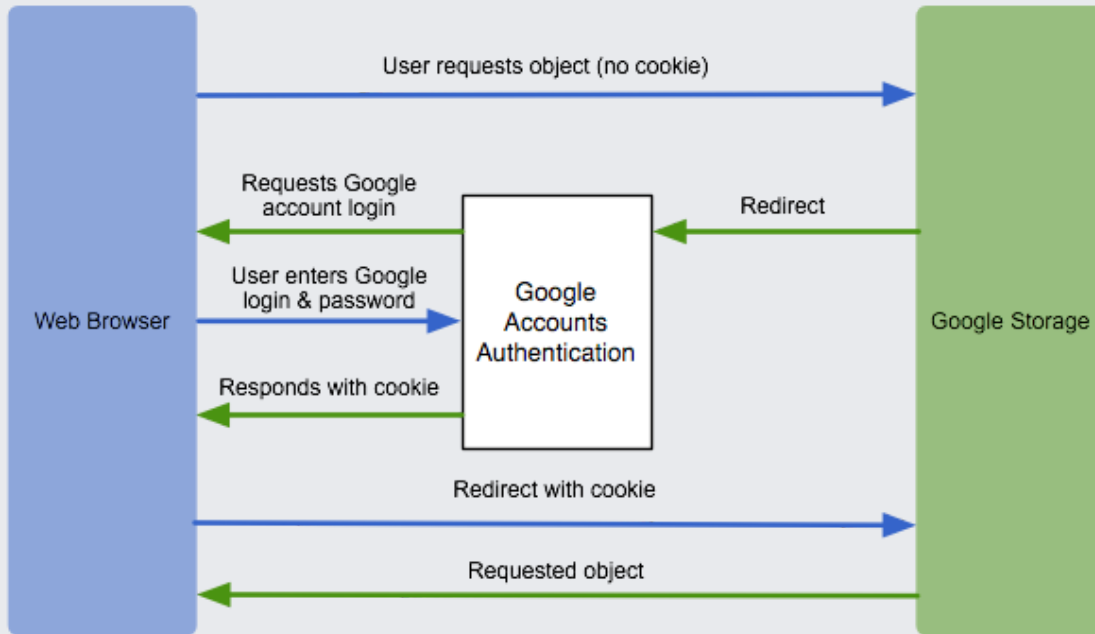 User requests object (no cookie)
Requests Google
account login
Redirect
User enters Google
login & password
Web Browser
Google
Accounts
Authentication
Google Storage
Responds with cookie
Redirect with cookie
Requested object